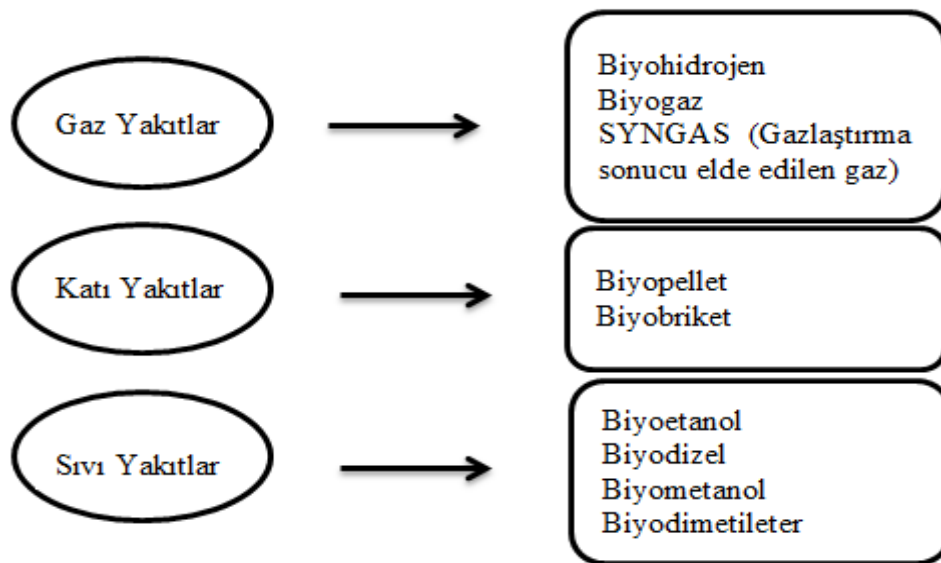 Gaz Yakıtlar
Biyohidrojen
Biyogaz
SYNGAS (Gazlaştırma
sonucu elde edilen gaz)
Katı Yakıtlar
Biyopellet
Biyobriket
Sıvı Yakıtlar
Biyoetanol
Biyodizel
Biyometanol
Biyodimetileter